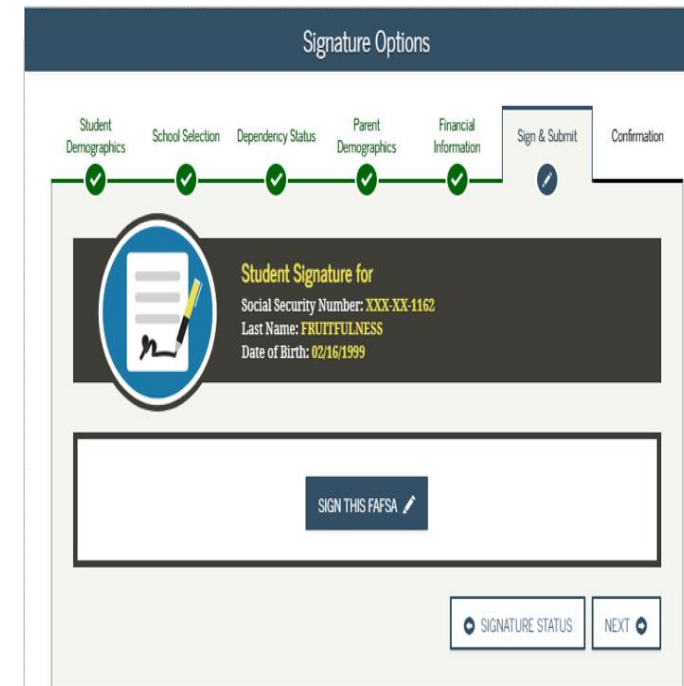 Signature Options
Student Demographics
School Selection
Dependency Status
Parent Demographics
Financial Information
Sign & Submit
Confirmation
Student Signature for
Social Security Number: XXX-XX-1162
Last Name: FRUITFULNESS
Date of Birth: 02/16/1999
SIGN THIS FAFSA
SIGNATURE STATUS
NEXT